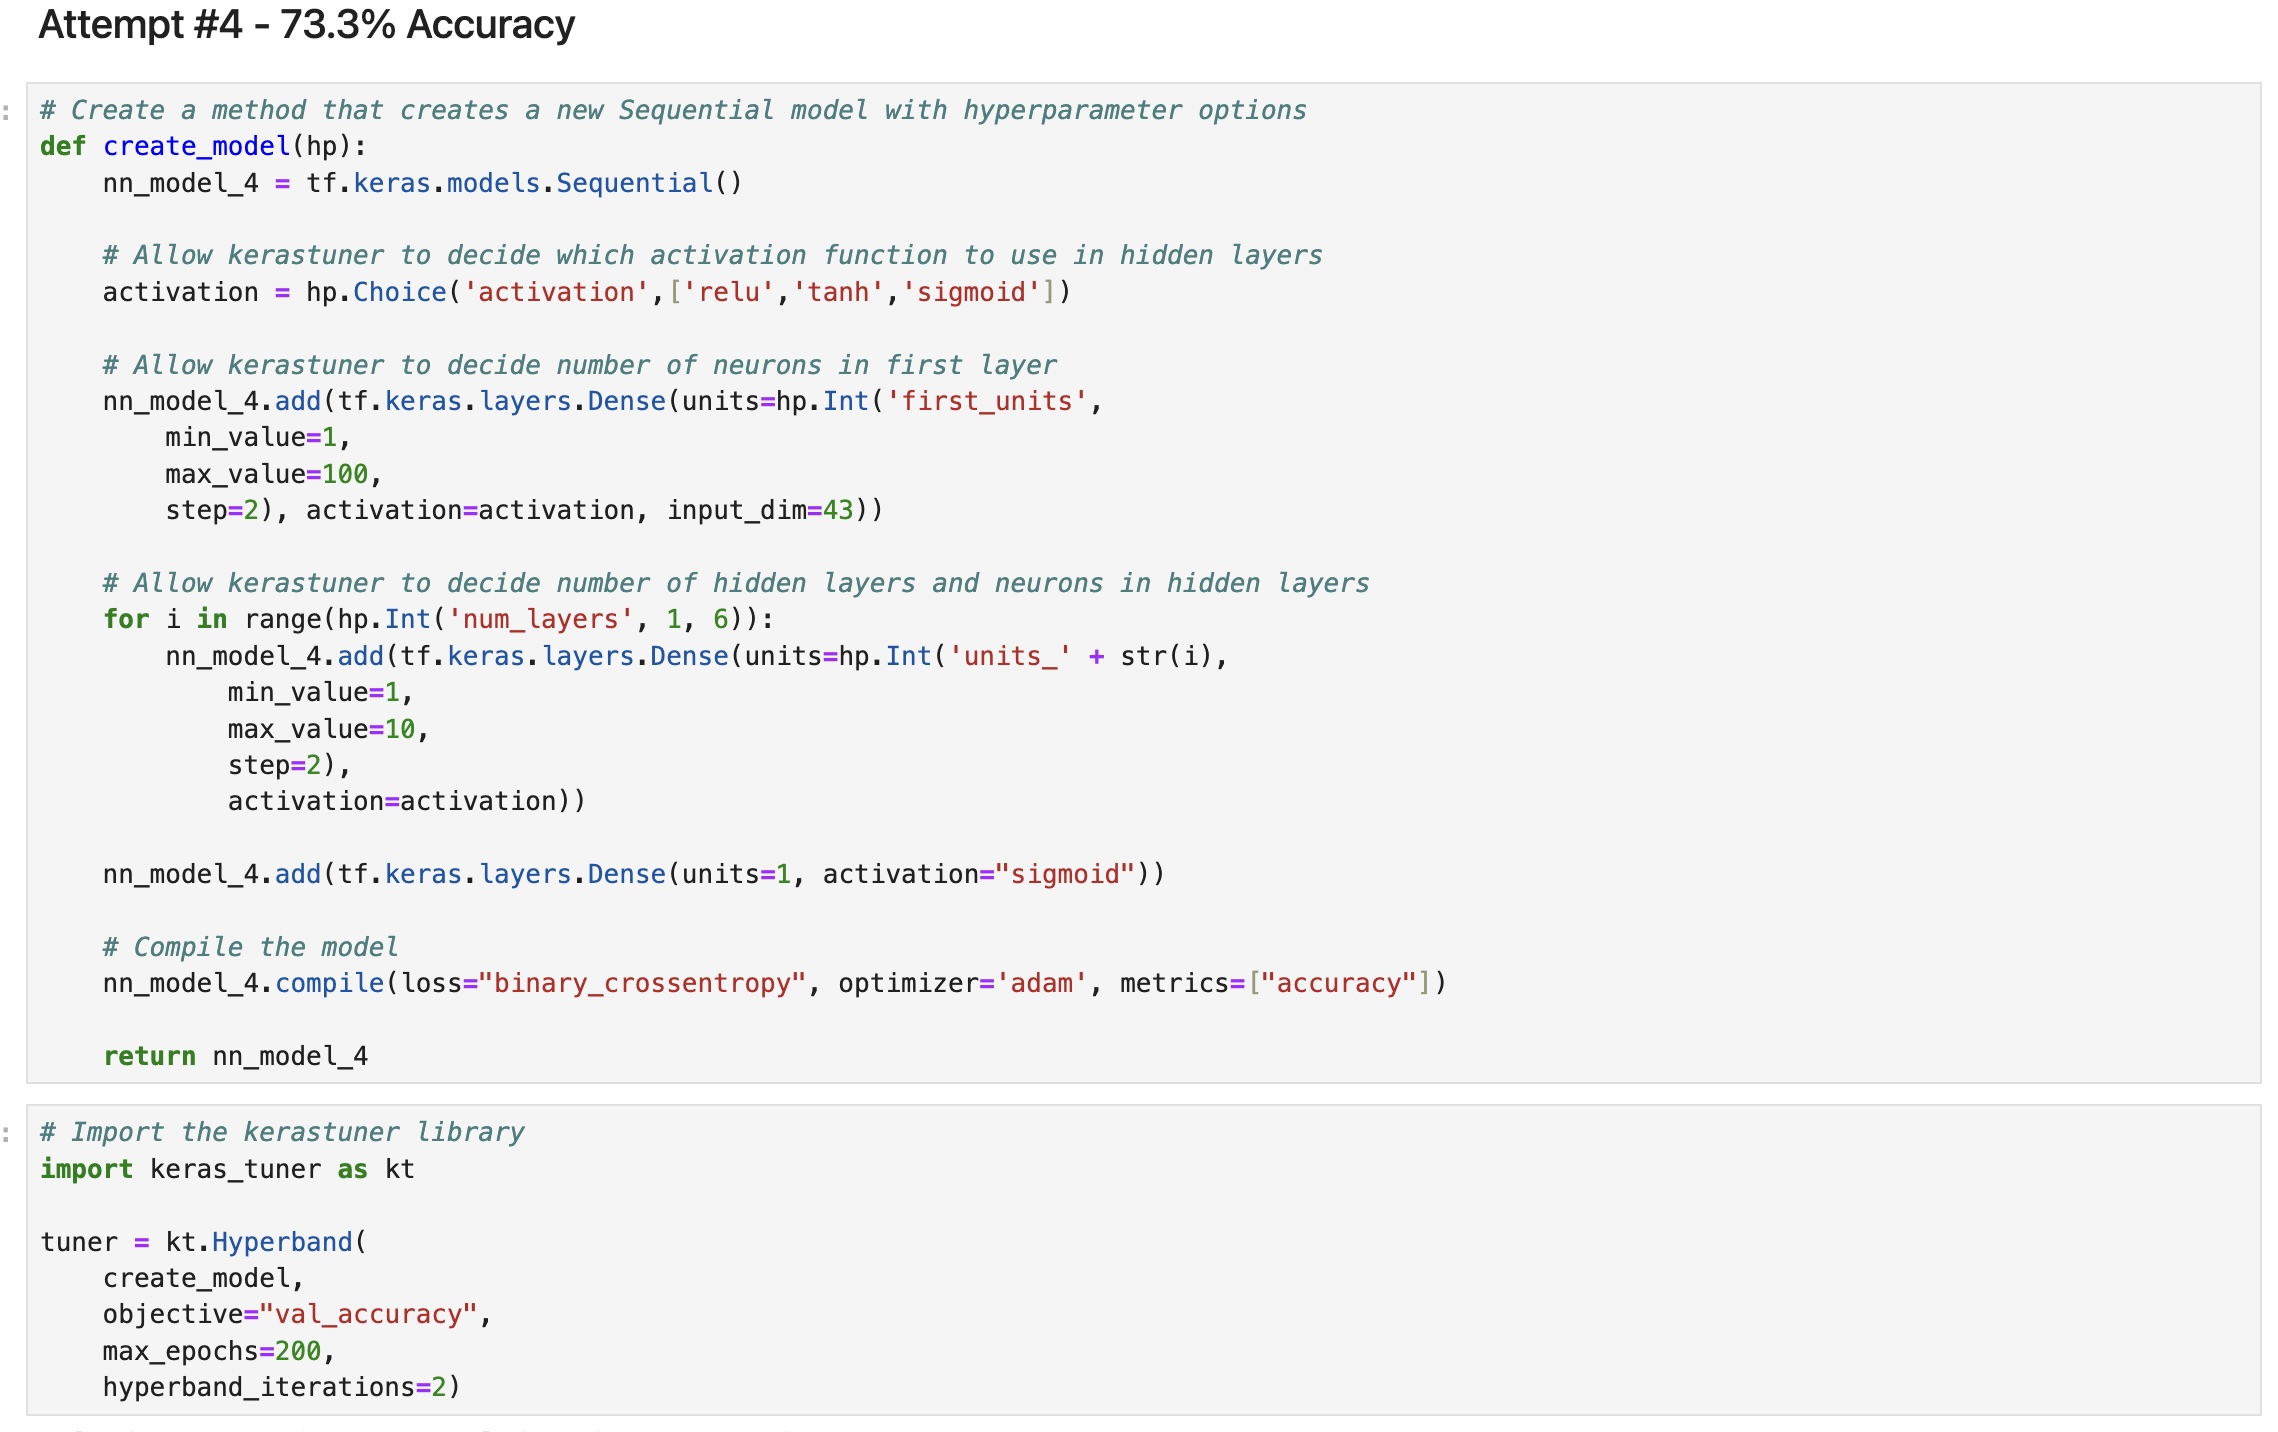 Attempt #4 - 73.3% Accuracy
:
# Create a method that creates a new Sequential model with hyperparameter options
def create_model(hp):
    nn_model_4 = tf.keras.models.Sequential()

    # Allow kerastuner to decide which activation function to use in hidden layers
    activation = hp.Choice('activation',['relu','tanh','sigmoid'])

    # Allow kerastuner to decide number of neurons in first layer
    nn_model_4.add(tf.keras.layers.Dense(units=hp.Int('first_units',
        min_value=1,
        max_value=100,
        step=2), activation=activation, input_dim=43))

    # Allow kerastuner to decide number of hidden layers and neurons in hidden layers
    for i in range(hp.Int('num_layers', 1, 6)):
        nn_model_4.add(tf.keras.layers.Dense(units=hp.Int('units_' + str(i),
            min_value=1,
            max_value=10,
            step=2),
            activation=activation))

    nn_model_4.add(tf.keras.layers.Dense(units=1, activation="sigmoid"))

    # Compile the model
    nn_model_4.compile(loss="binary_crossentropy", optimizer='adam', metrics=["accuracy"])

    return nn_model_4
:
# Import the kerastuner library
import keras_tuner as kt

tuner = kt.Hyperband(
    create_model,
    objective="val_accuracy",
    max_epochs=200,
    hyperband_iterations=2)